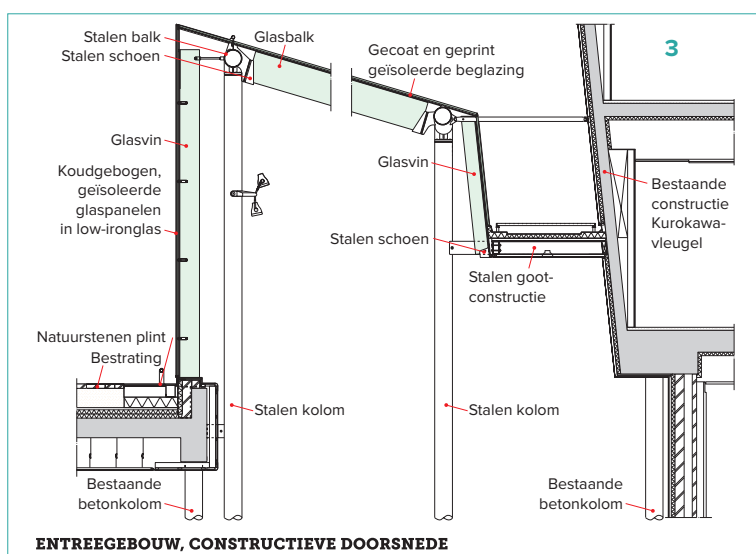 3
Stalen balk
Stalen schoen
Glasbalk
Gecoat en geprint
geïsoleerde beglazing
Glasvin
Koudgebogen,
geïsoleerde
glaspanelen
in low-ironglas
Glasvin
Bestaande
constructie
Kurokawa-
vleugel
Stalen schoen
Stalen goot-
constructie
Natuurstenen plint
Bestrating
Stalen kolom
Stalen kolom
Bestaande
betonkolom
Bestaande
betonkolom
ENTREEGEBOUW, CONSTRUCTIEVE DOORSNEDE